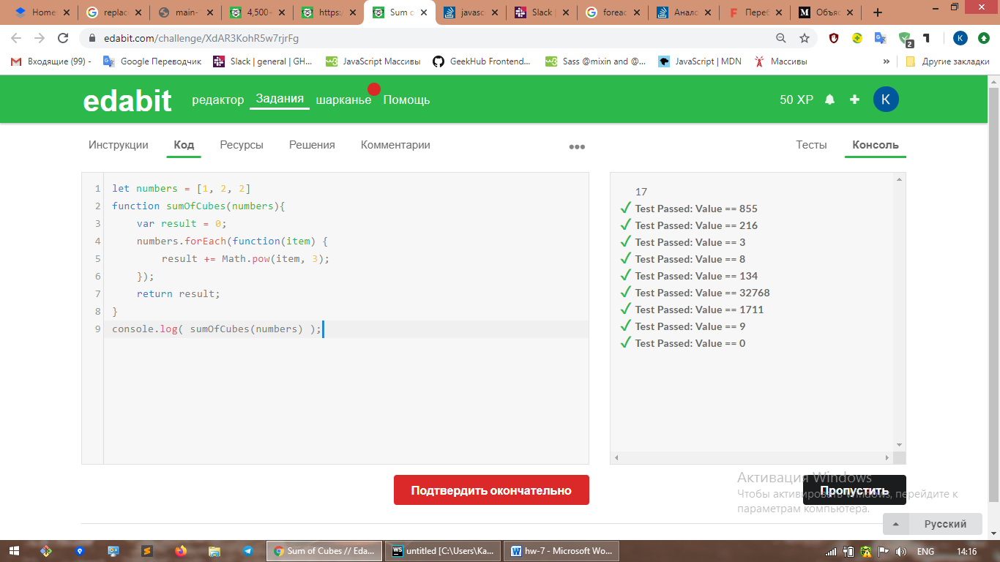 Home replac main- 4,500+ https: Sum o javasc Slack | foreac Анало Переб Объяс
edabit.com/challenge/XdAR3KohR5w7rjrFg 2 K
Входящие (99) - Google Переводчик Slack | general | GH... JavaScript Массивы GeekHub Frontend... Sass @mixin and @... JavaScript | MDN Массивы » Другие закладки
edabit редактор Задания шарканье Помощь 50 XP K
Инструкции Код Ресурсы Решения Комментарии ••• Тесты Консоль
1 let numbers = [1, 2, 2]
2 function sumOfCubes(numbers){
3 var result = 0;
4 numbers.forEach(function(item) {
5 result += Math.pow(item, 3);
6 });
7 return result;
8 }
9 console.log( sumOfCubes(numbers) );
17
Test Passed: Value == 855
Test Passed: Value == 216
Test Passed: Value == 3
Test Passed: Value == 8
Test Passed: Value == 134
Test Passed: Value == 32768
Test Passed: Value == 1711
Test Passed: Value == 9
Test Passed: Value == 0
Подтвердить окончательно Пропустить
Активация Windows
Чтобы активировать Windows, перейдите к
параметрам компьютера.
Русский
Sum of Cubes // Eda... WS untitled [C:\Users\Ka... hw-7 - Microsoft Wo... ENG 14:16